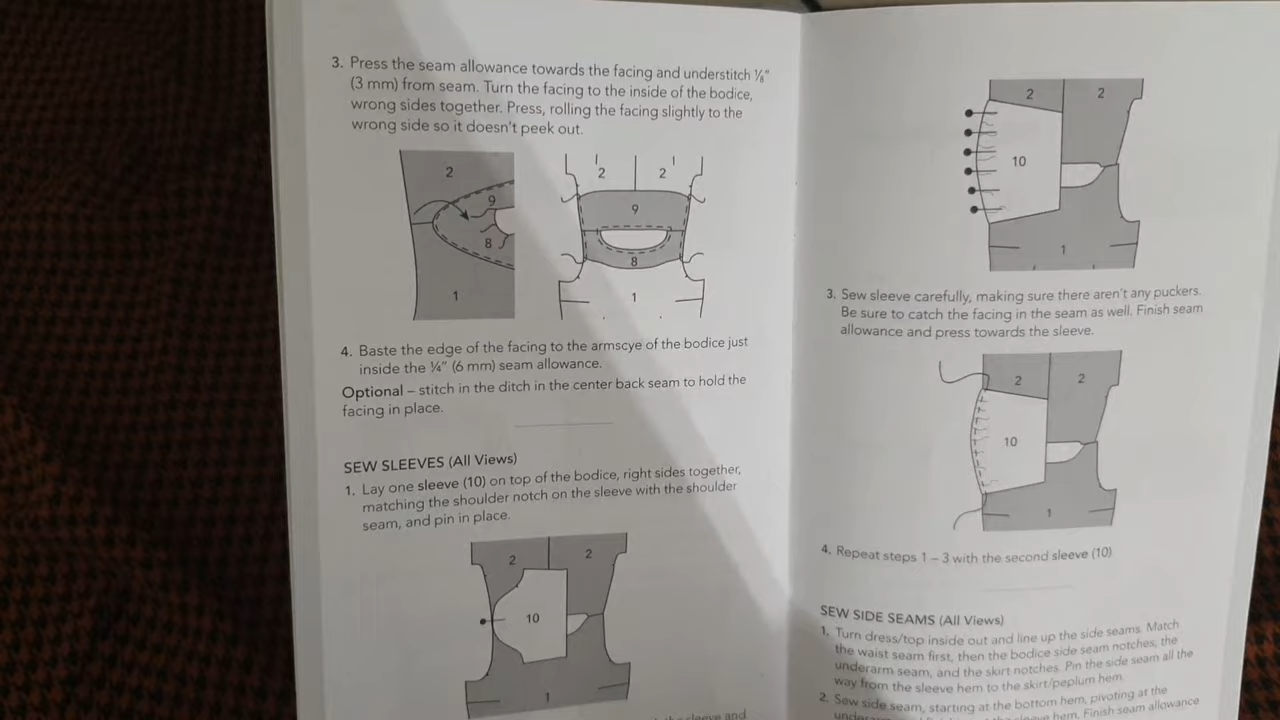 3. Press the seam allowance towards the facing and understitch ⅛"
(3 mm) from seam. Turn the facing to the inside of the bodice,
wrong sides together. Press, rolling the facing slightly to the
wrong side so it doesn't peek out.
2
9
8
1
2 2
9
8
1
4. Baste the edge of the facing to the armscye of the bodice just
inside the ¼" (6 mm) seam allowance.
Optional – stitch in the ditch in the center back seam to hold the
facing in place.
SEW SLEEVES (All Views)
1. Lay one sleeve (10) on top of the bodice, right sides together,
matching the shoulder notch on the sleeve with the shoulder
seam, and pin in place.
2 2
10
1
sleeve and
2 2
10
1
3. Sew sleeve carefully, making sure there aren't any puckers.
Be sure to catch the facing in the seam as well. Finish seam
allowance and press towards the sleeve.
2 2
10
1
4. Repeat steps 1 – 3 with the second sleeve (10)
SEW SIDE SEAMS (All Views)
1. Turn dress/top inside out and line up the side seams. Match
the waist seam first, then the bodice side seam notches, the
underarm seam, and the skirt notches. Pin the side seam all the
way from the sleeve hem to the skirt/peplum hem.
2. Sew side seam, starting at the bottom hem, pivoting at the
hem. Finish seam allowance